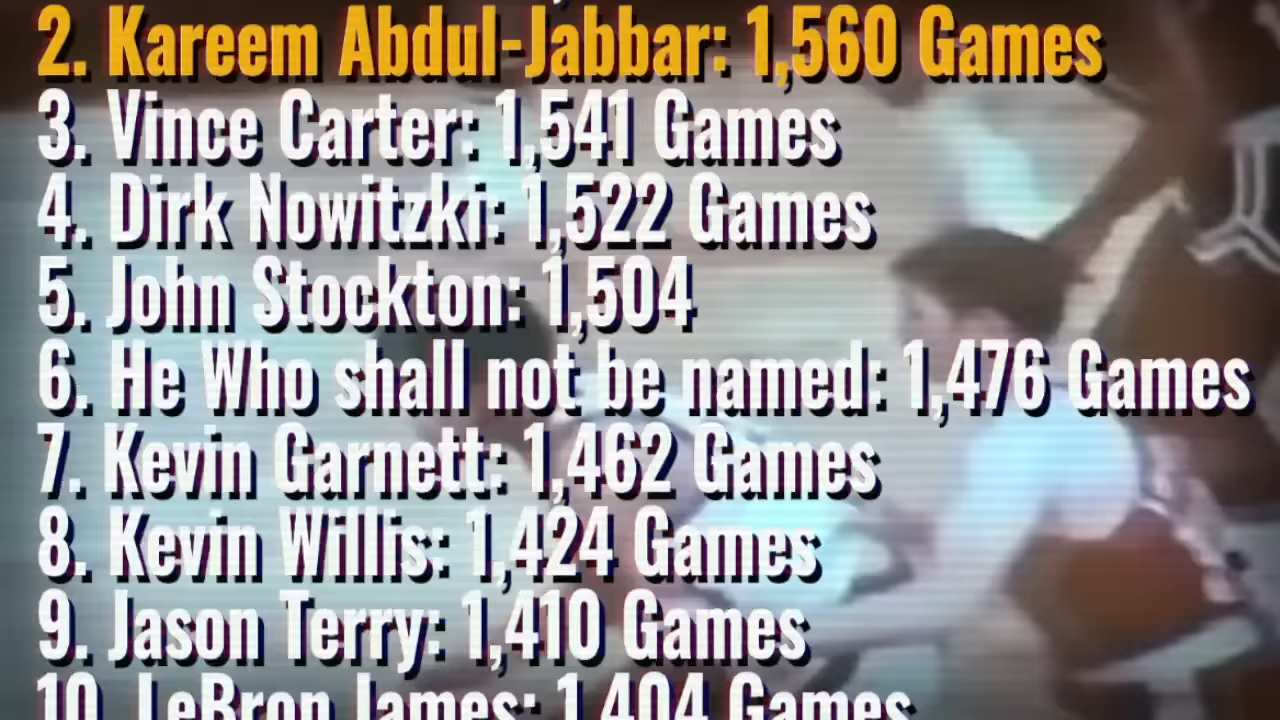 2. Kareem Abdul-Jabbar: 1,560 Games
3. Vince Carter: 1,541 Games
4. Dirk Nowitzki: 1,522 Games
5. John Stockton: 1,504
6. He Who shall not be named: 1,476 Games
7. Kevin Garnett: 1,462 Games
8. Kevin Willis: 1,424 Games
9. Jason Terry: 1,410 Games
10. LeBron James: 1,404 Games